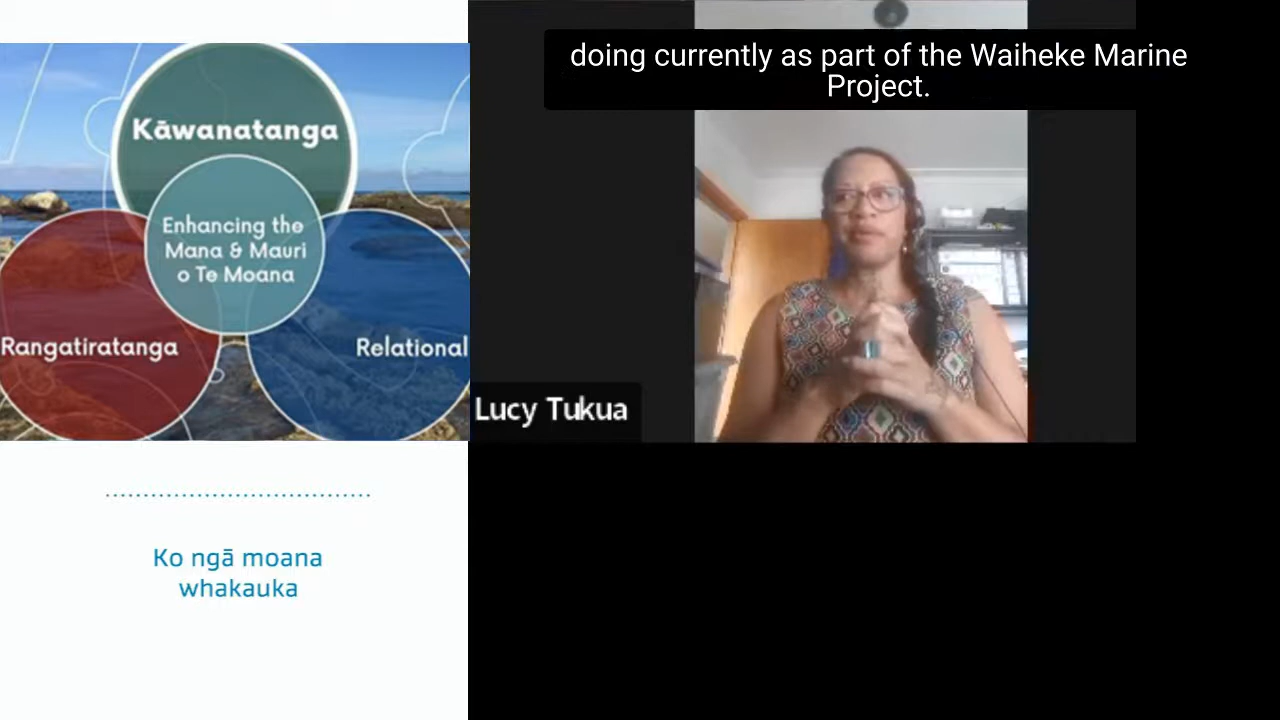 doing currently as part of the Waiheke Marine
Project.
Kāwanatanga
Enhancing the
Mana & Mauri
o Te Moana
Rangatiratanga
Relational
Lucy Tukua
Ko ngā moana
whakauka